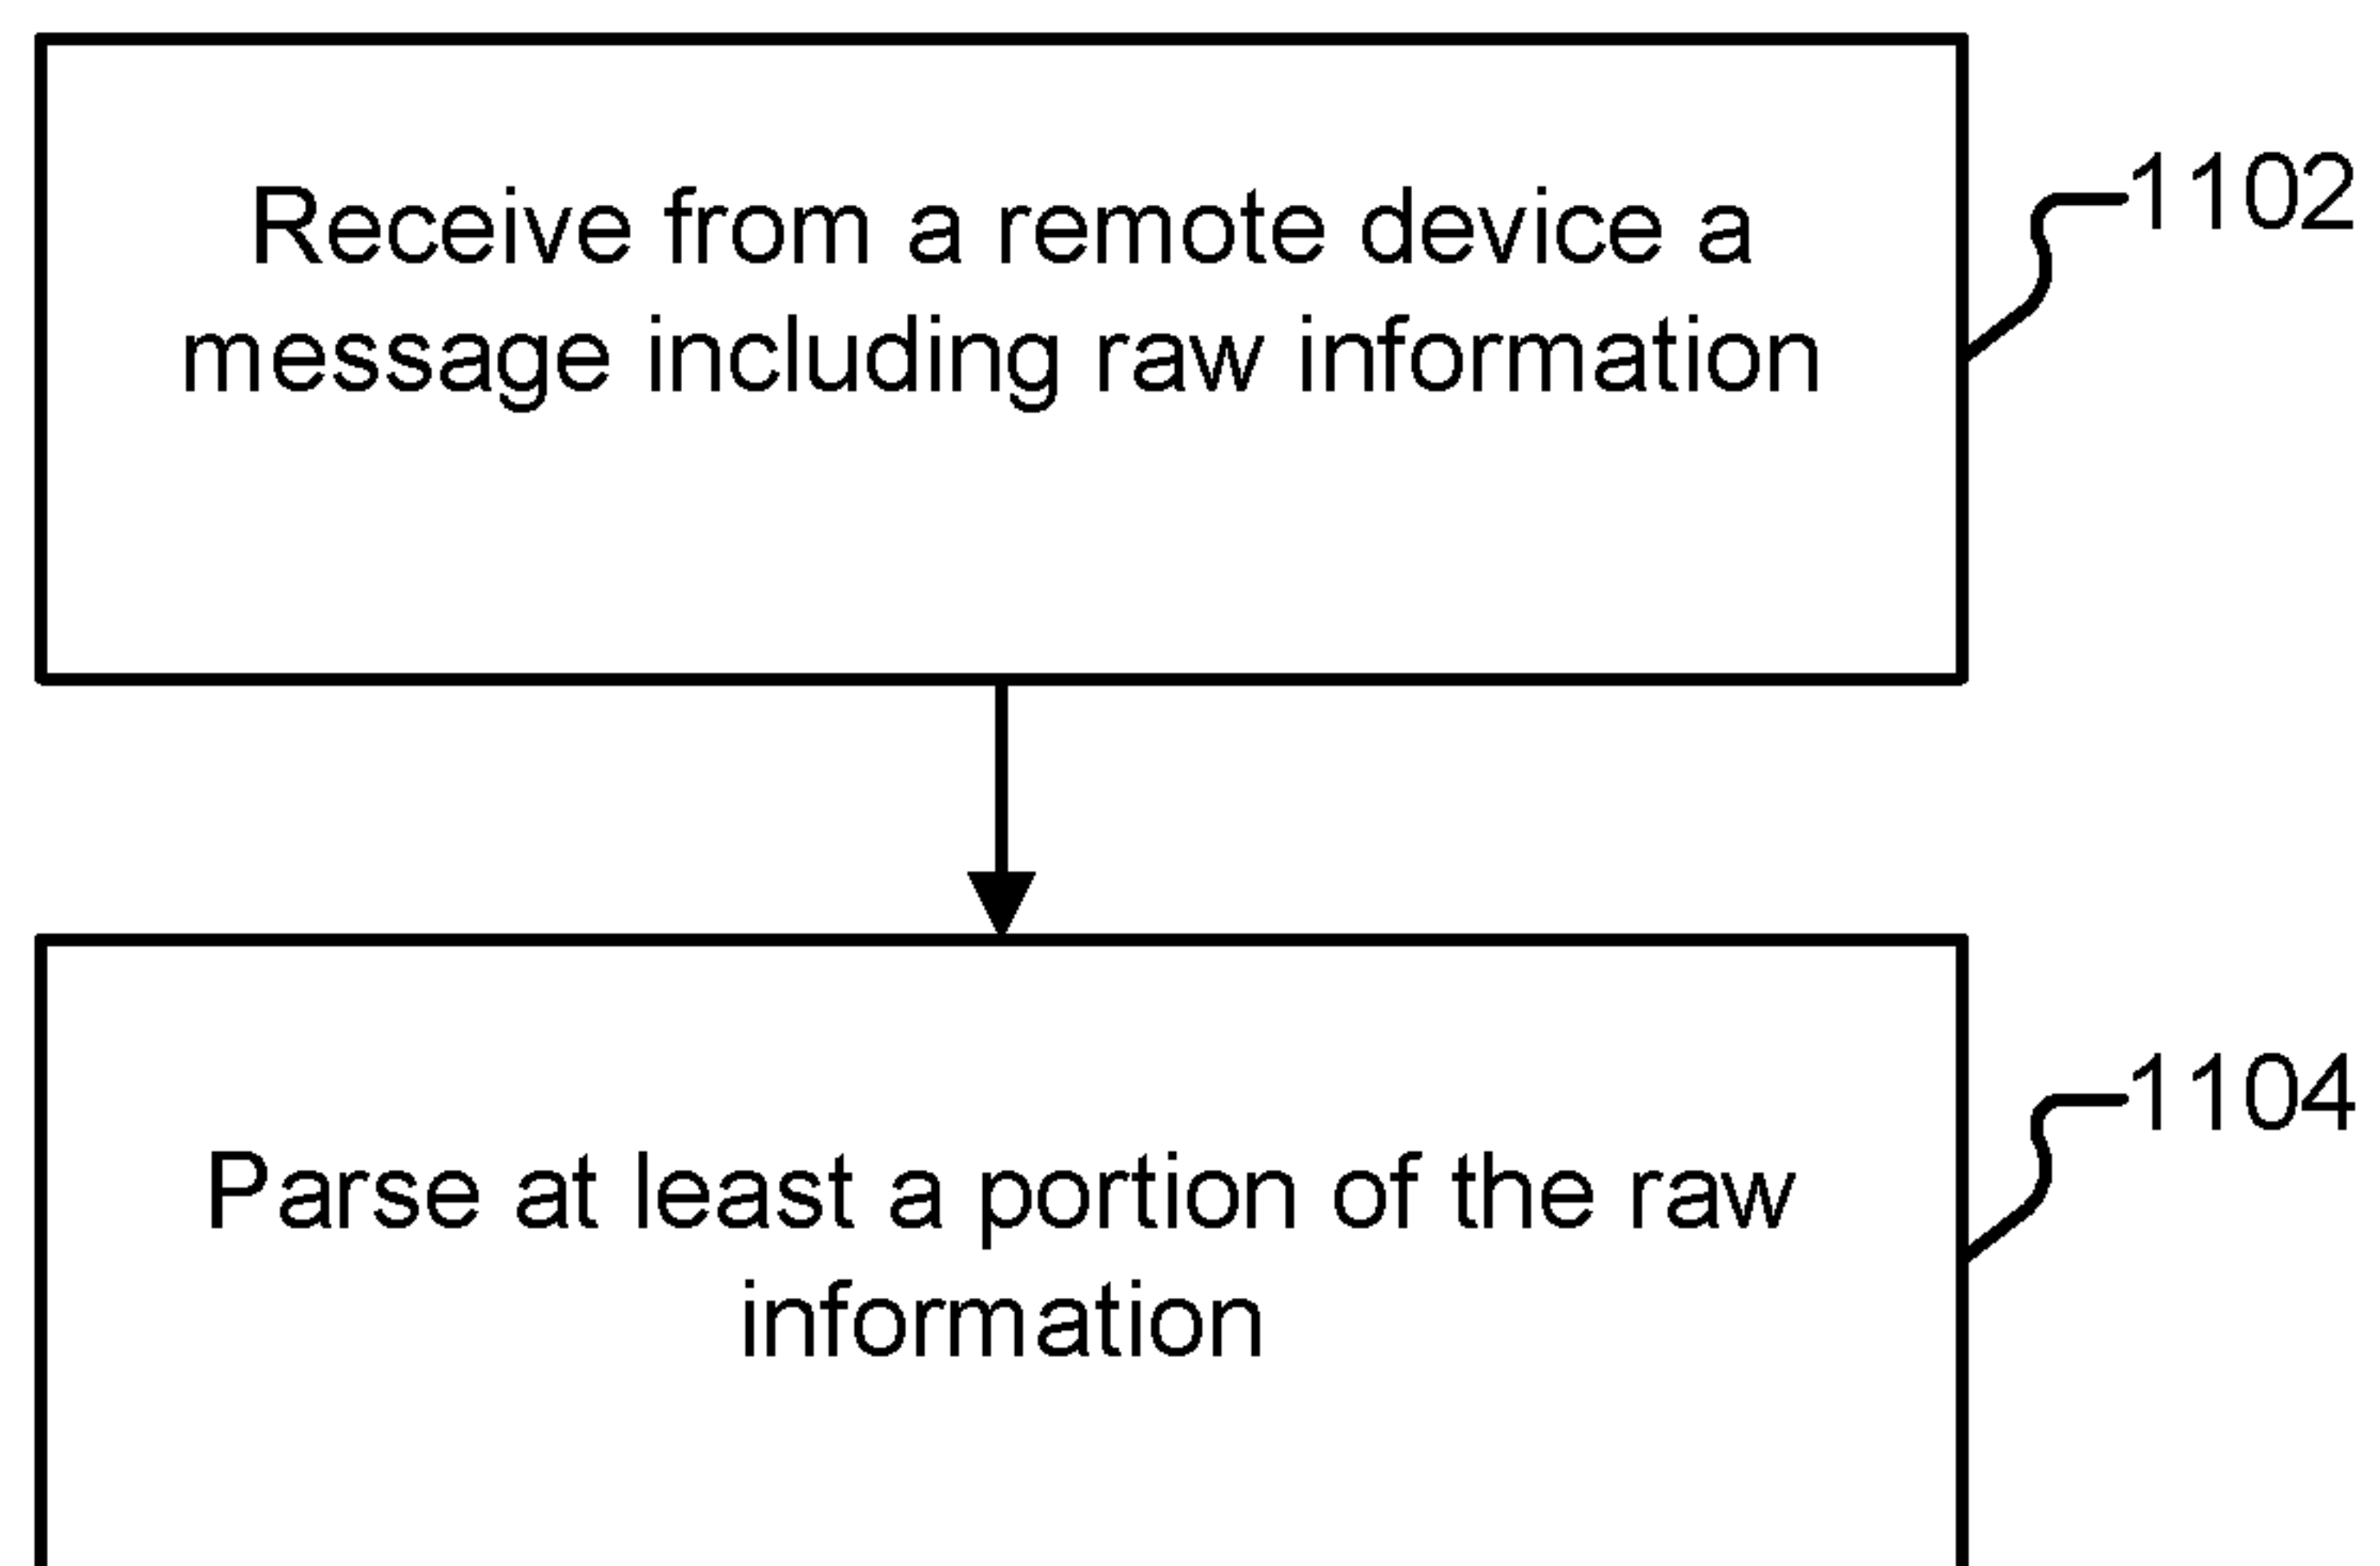 Receive from a remote device a
message including raw information
1102
Parse at least a portion of the raw
information
1104